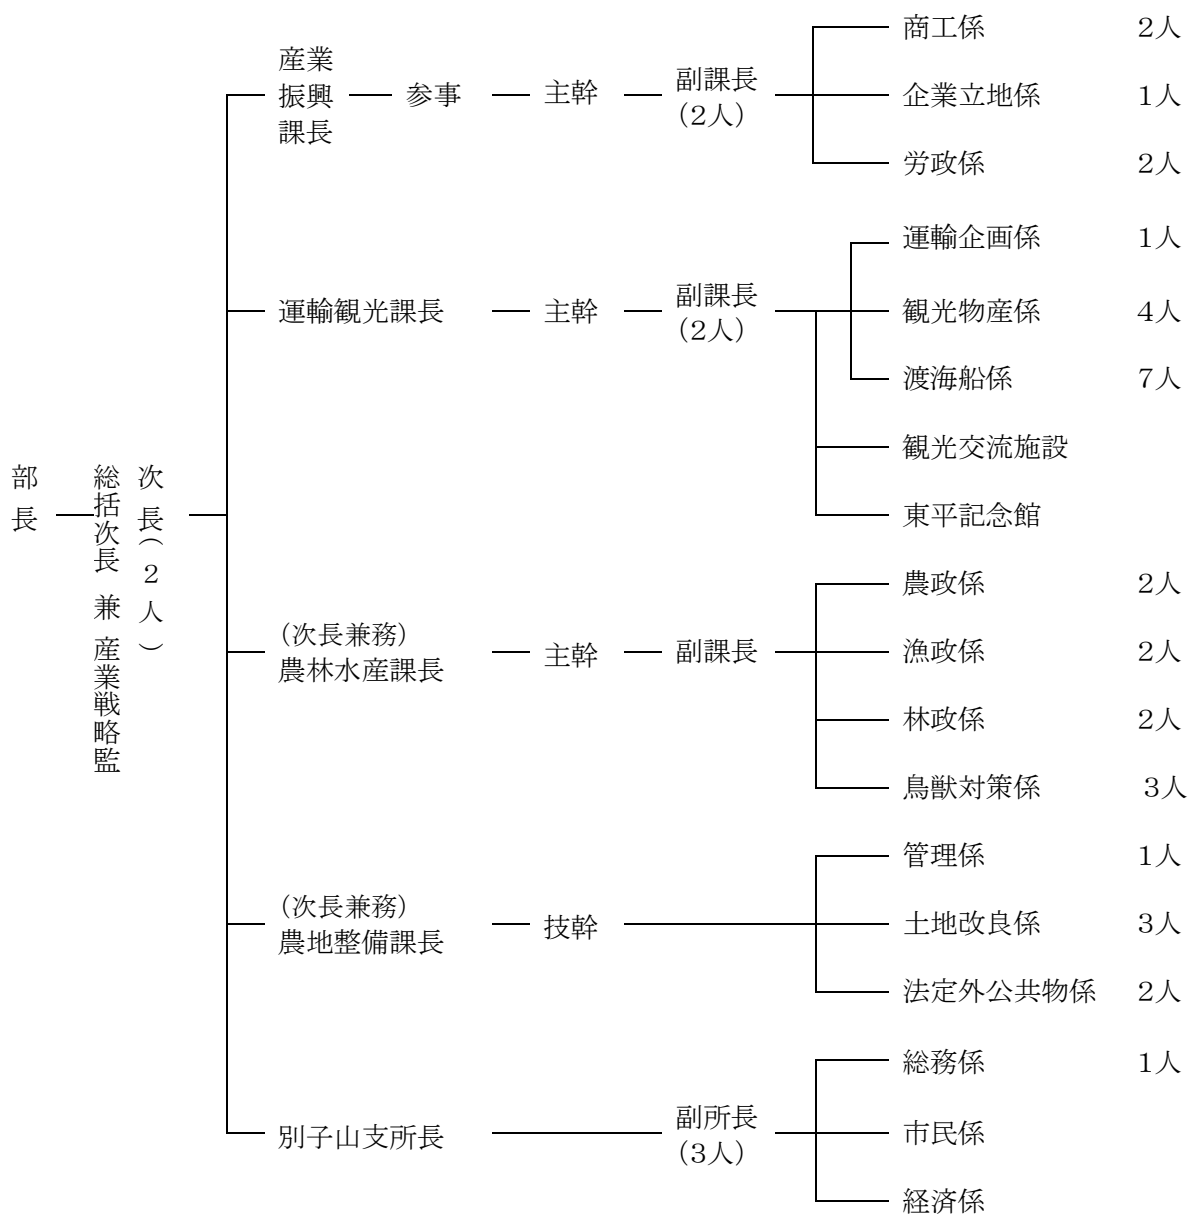 部長
総括次長 兼 産業戦略監
次長(2人)
産業
振興
課長
参事
主幹
副課長
(2人)
商工係 2人
企業立地係 1人
労政係 2人
運輸観光課長
主幹
副課長
(2人)
運輸企画係 1人
観光物産係 4人
渡海船係 7人
観光交流施設
東平記念館
(次長兼務)
農林水産課長
主幹
副課長
農政係 2人
漁政係 2人
林政係 2人
鳥獣対策係 3人
(次長兼務)
農地整備課長
技幹
管理係 1人
土地改良係 3人
法定外公共物係 2人
別子山支所長
副所長
(3人)
総務係 1人
市民係
経済係